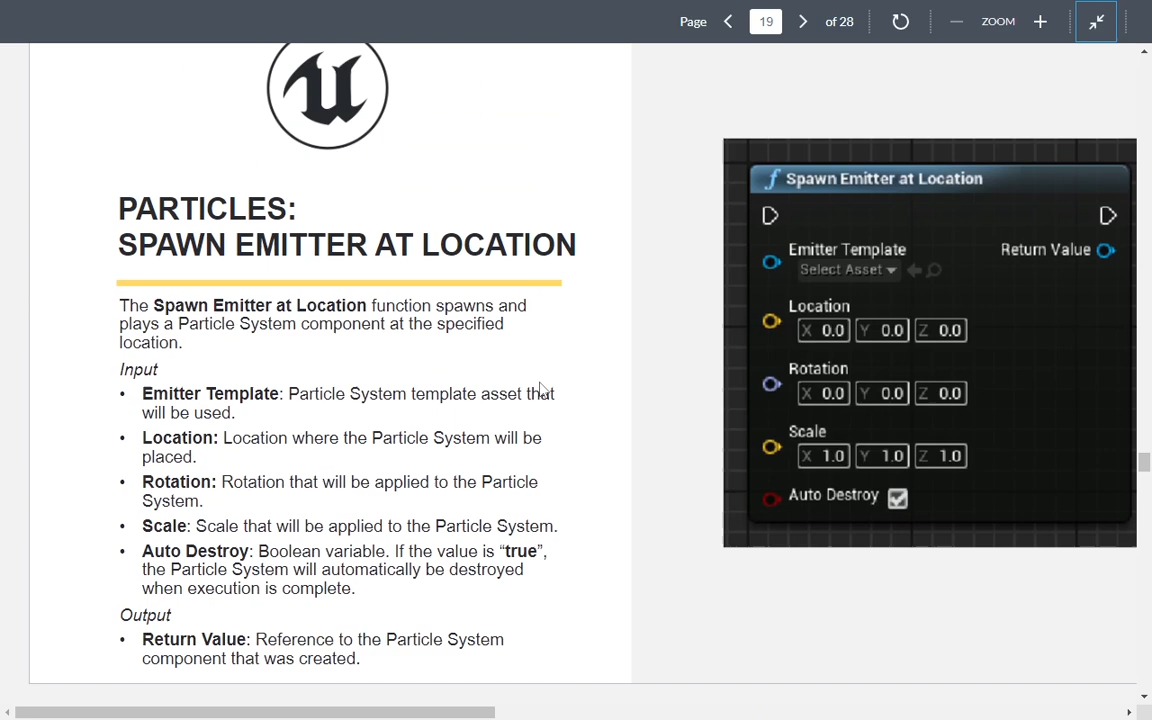 Page 19 of 28 ZOOM
PARTICLES:
SPAWN EMITTER AT LOCATION
The Spawn Emitter at Location function spawns and
plays a Particle System component at the specified
location.
Input
• Emitter Template: Particle System template asset that
will be used.
• Location: Location where the Particle System will be
placed.
• Rotation: Rotation that will be applied to the Particle
System.
• Scale: Scale that will be applied to the Particle System.
• Auto Destroy: Boolean variable. If the value is “true”,
the Particle System will automatically be destroyed
when execution is complete.
Output
• Return Value: Reference to the Particle System
component that was created.
f Spawn Emitter at Location
Emitter Template Return Value
Select Asset
Location
X 0.0 Y 0.0 Z 0.0
Rotation
X 0.0 Y 0.0 Z 0.0
Scale
X 1.0 Y 1.0 Z 1.0
Auto Destroy